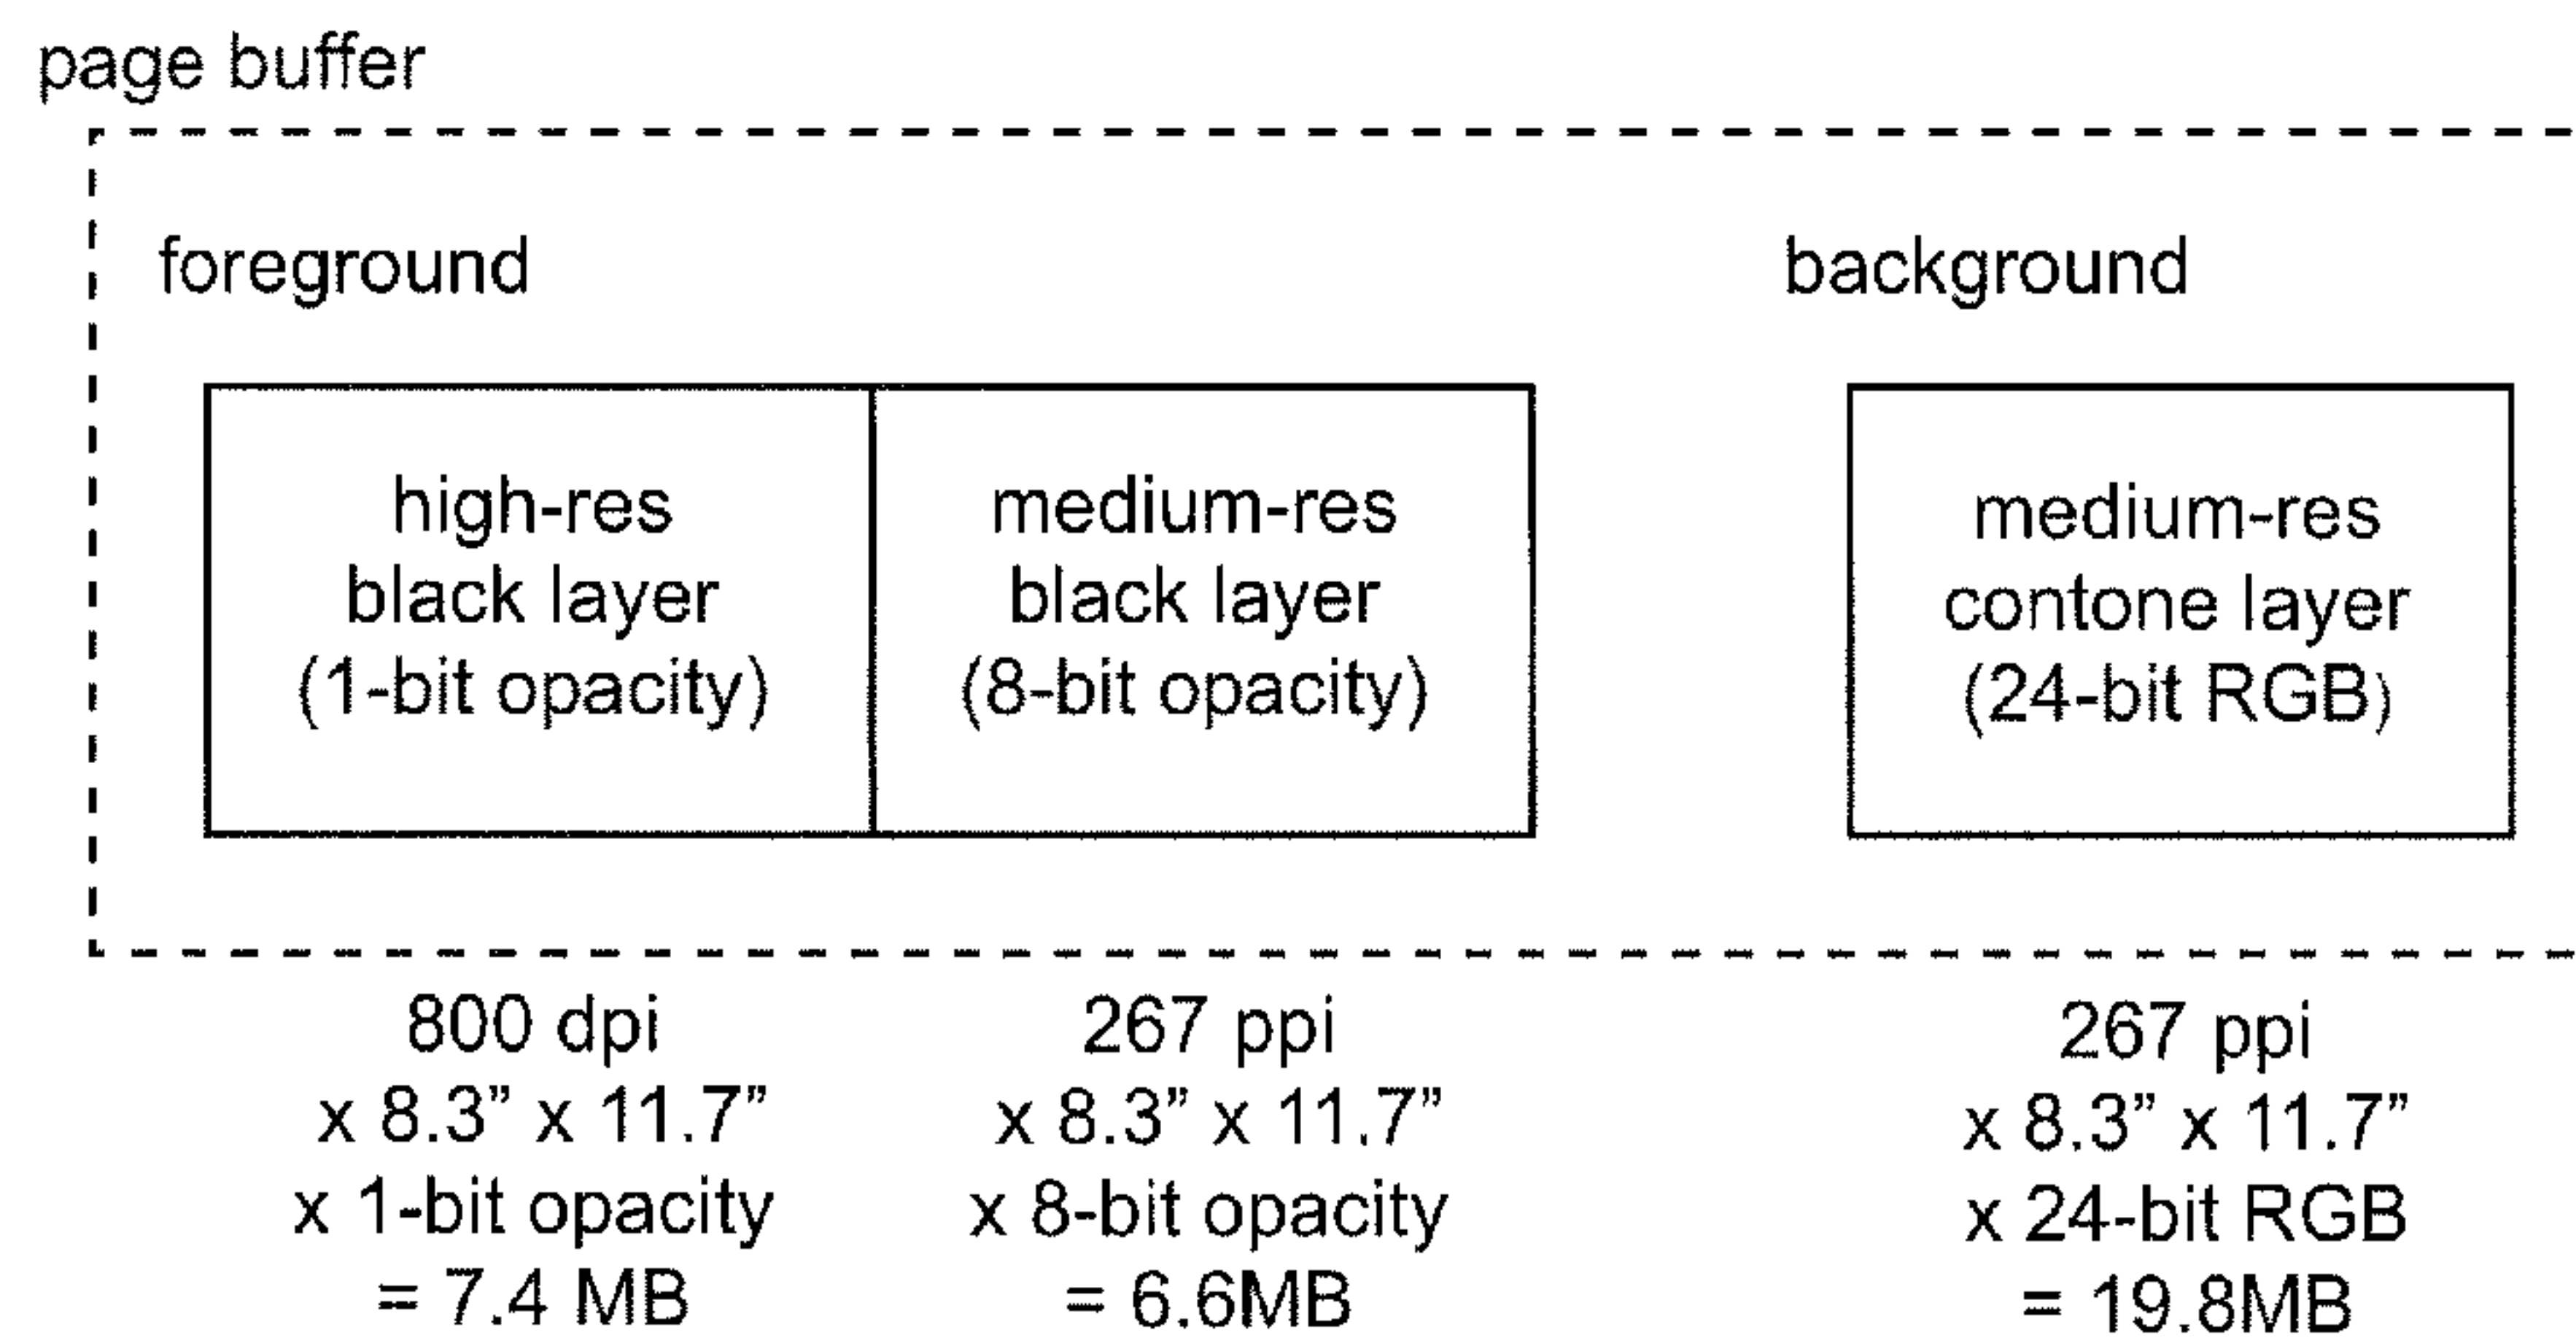 page buffer
foreground
background
high-res
black layer
(1-bit opacity)
medium-res
black layer
(8-bit opacity)
medium-res
contone layer
(24-bit RGB)
800 dpi
x 8.3” x 11.7”
x 1-bit opacity
= 7.4 MB
267 ppi
x 8.3” x 11.7”
x 8-bit opacity
= 6.6MB
267 ppi
x 8.3” x 11.7”
x 24-bit RGB
= 19.8MB